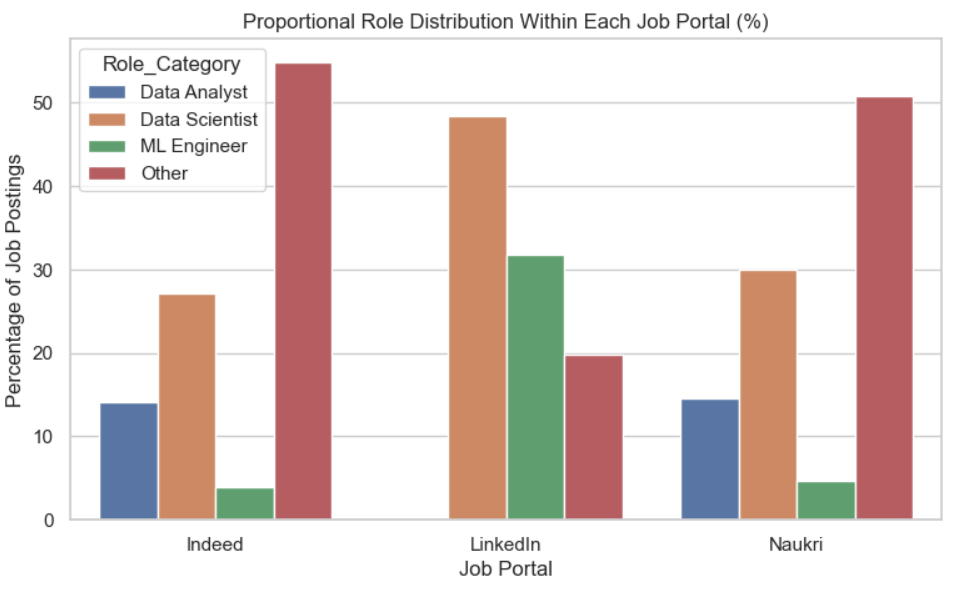 Proportional Role Distribution Within Each Job Portal (%)
Role_Category
Data Analyst
Data Scientist
ML Engineer
Other
Percentage of Job Postings
50
40
30
20
10
0
Indeed
LinkedIn
Naukri
Job Portal